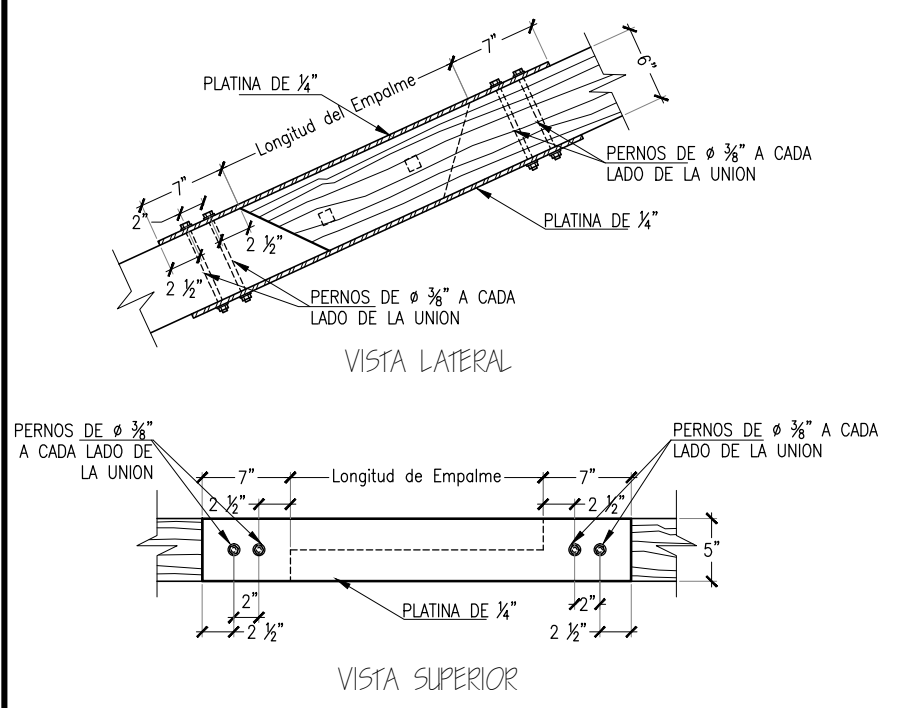 7"
6"
PLATINA DE ¼"
Longitud del Empalme
PERNOS DE ø ⅜" A CADA
LADO DE LA UNION
7"
2"
PLATINA DE ¼"
2 ½"
2 ½"
PERNOS DE ø ⅜" A CADA
LADO DE LA UNION
VISTA LATERAL
PERNOS DE ø ⅜"
A CADA LADO DE
LA UNION
PERNOS DE ø ⅜" A CADA
LADO DE LA UNION
7"
Longitud de Empalme
7"
2 ½"
2 ½"
5"
2"
2"
PLATINA DE ¼"
2 ½"
2 ½"
VISTA SUPERIOR